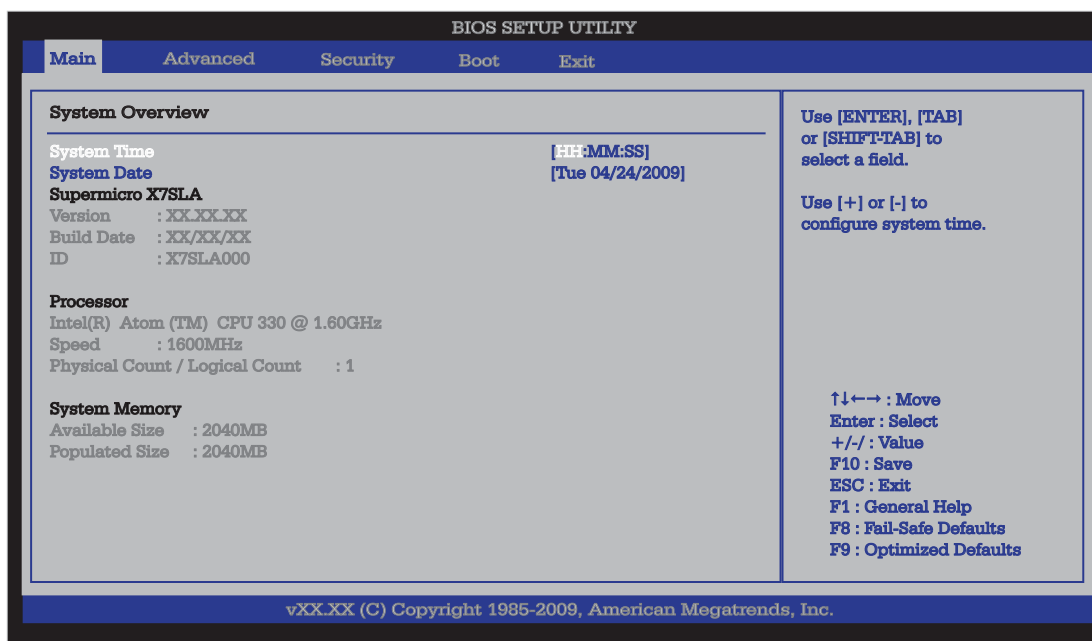 BIOS SETUP UTILTY
Main Advanced Security Boot Exit
System Overview
System Time [HH:MM:SS]
System Date [Tue 04/24/2009]
Supermicro X7SLA
Version : XX.XX.XX
Build Date : XX/XX/XX
ID : X7SLA000
Processor
Intel(R) Atom (TM) CPU 330 @ 1.60GHz
Speed : 1600MHz
Physical Count / Logical Count : 1
System Memory
Available Size : 2040MB
Populated Size : 2040MB
Use [ENTER], [TAB]
or [SHIFT-TAB] to
select a field.
Use [+] or [-] to
configure system time.
↑↓←→ : Move
Enter : Select
+/-/ : Value
F10 : Save
ESC : Exit
F1 : General Help
F8 : Fail-Safe Defaults
F9 : Optimized Defaults
vXX.XX (C) Copyright 1985-2009, American Megatrends, Inc.